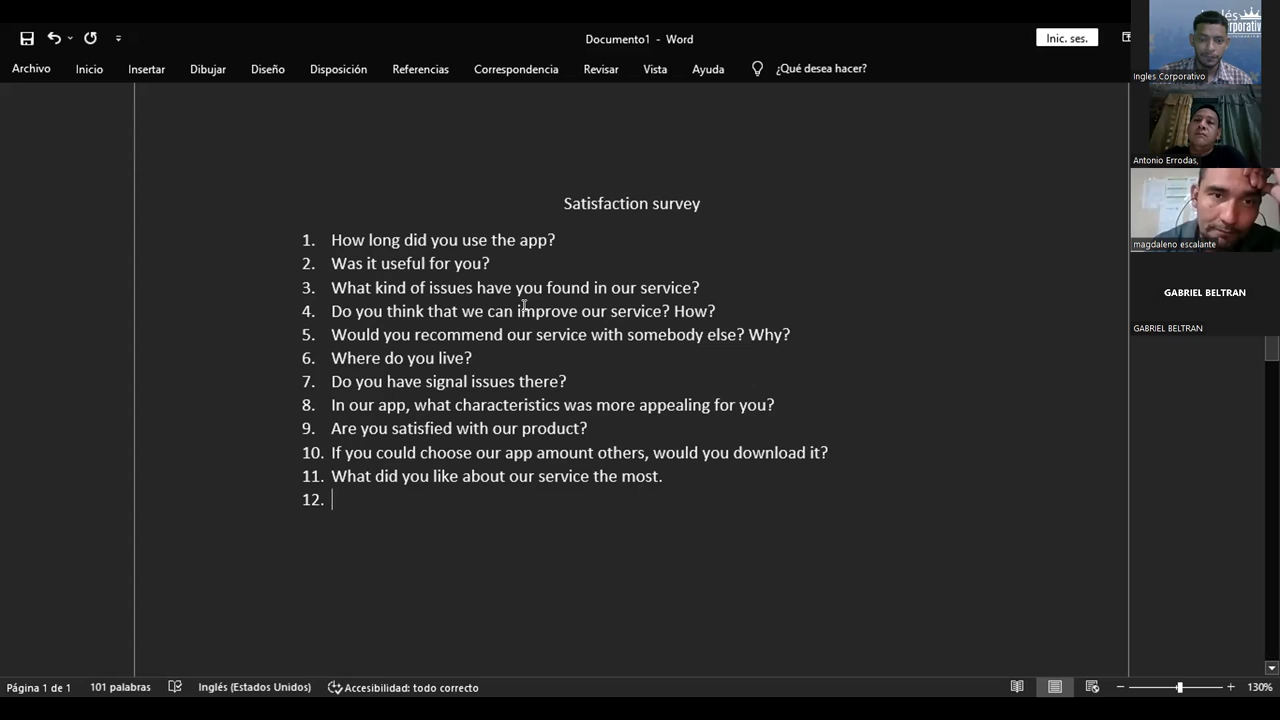 Documento1 - Word
Inic. ses.
Archivo Inicio Insertar Dibujar Diseño Disposición Referencias Correspondencia Revisar Vista Ayuda ¿Qué desea hacer?
Ingles Corporativo
Antonio Errodas,
magdaleno escalante
GABRIEL BELTRAN
GABRIEL BELTRAN
Satisfaction survey
1. How long did you use the app?
2. Was it useful for you?
3. What kind of issues have you found in our service?
4. Do you think that we can improve our service? How?
5. Would you recommend our service with somebody else? Why?
6. Where do you live?
7. Do you have signal issues there?
8. In our app, what characteristics was more appealing for you?
9. Are you satisfied with our product?
10. If you could choose our app amount others, would you download it?
11. What did you like about our service the most.
12.
Página 1 de 1 101 palabras Inglés (Estados Unidos) Accesibilidad: todo correcto 130%